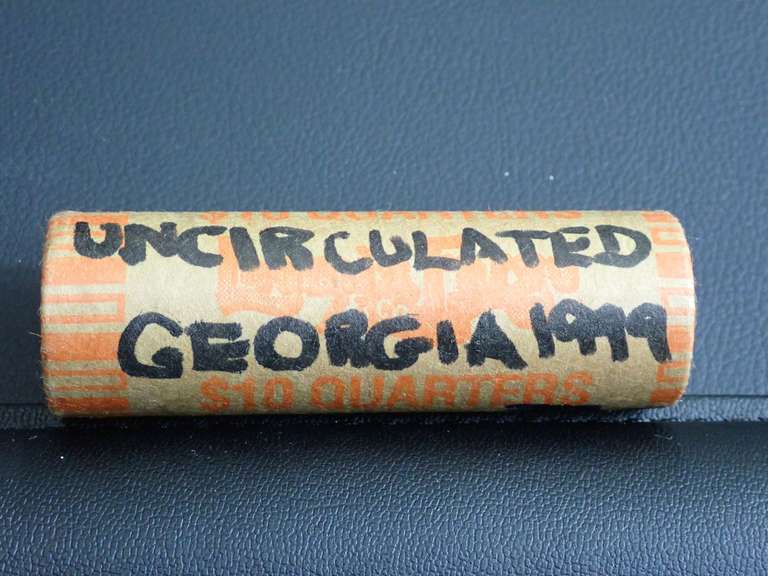 $10 QUARTERS
UNCIRCULATED
GEORGIA 1999
$10 QUARTERS